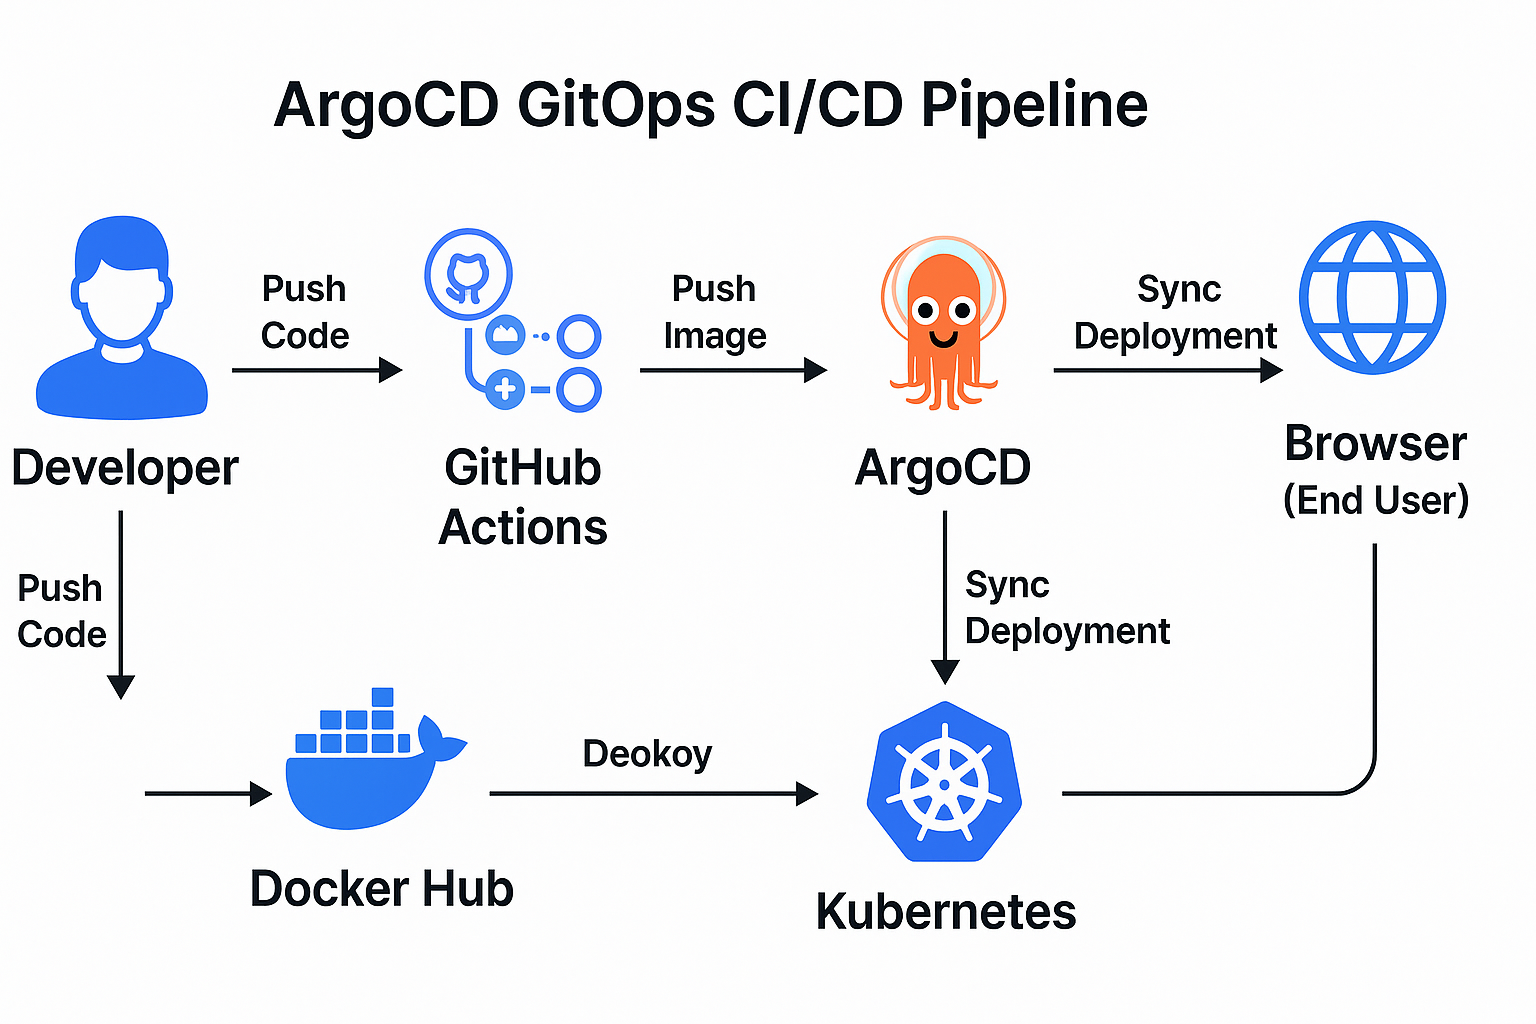 ArgoCD GitOps CI/CD Pipeline
Push
Code
Push
Image
Sync
Deployment
Developer
GitHub
Actions
ArgoCD
Browser
(End User)
Push
Code
Sync
Deployment
Deokoy
Docker Hub
Kubernetes